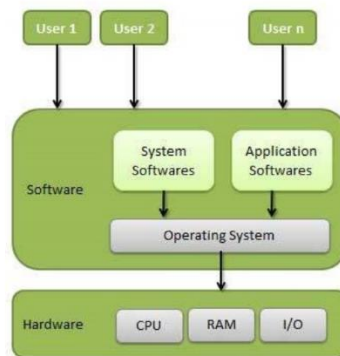 User 1
User 2
User n
System
Softwares
Application
Softwares
Software
Operating System
Hardware
CPU
RAM
I/O